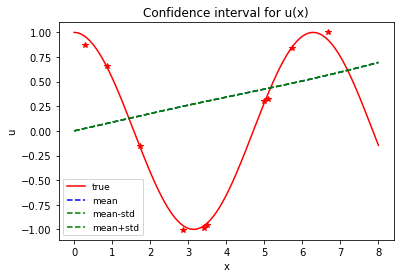 Confidence interval for u(x)
1.00
0.75
0.50
0.25
0.00
−0.25
−0.50
−0.75
−1.00
u
true
mean
mean-std
mean+std
0 1 2 3 4 5 6 7 8
x